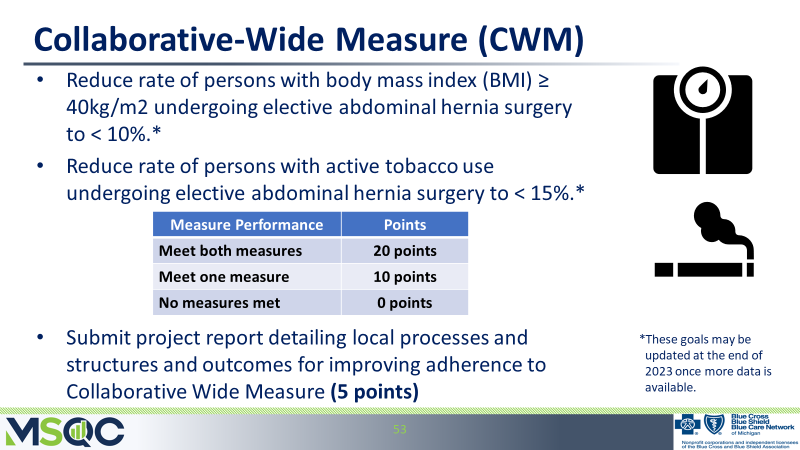 Collaborative-Wide Measure (CWM)
• Reduce rate of persons with body mass index (BMI) ≥
40kg/m2 undergoing elective abdominal hernia surgery
to < 10%.*
• Reduce rate of persons with active tobacco use
undergoing elective abdominal hernia surgery to < 15%.*
Measure Performance Points
Meet both measures 20 points
Meet one measure 10 points
No measures met 0 points
• Submit project report detailing local processes and
structures and outcomes for improving adherence to
Collaborative Wide Measure (5 points)
*These goals may be
updated at the end of
2023 once more data is
available.
MSQC
53
Blue Cross
Blue Shield
Blue Care Network
of Michigan
Nonprofit corporations and independent licensees
of the Blue Cross and Blue Shield Association